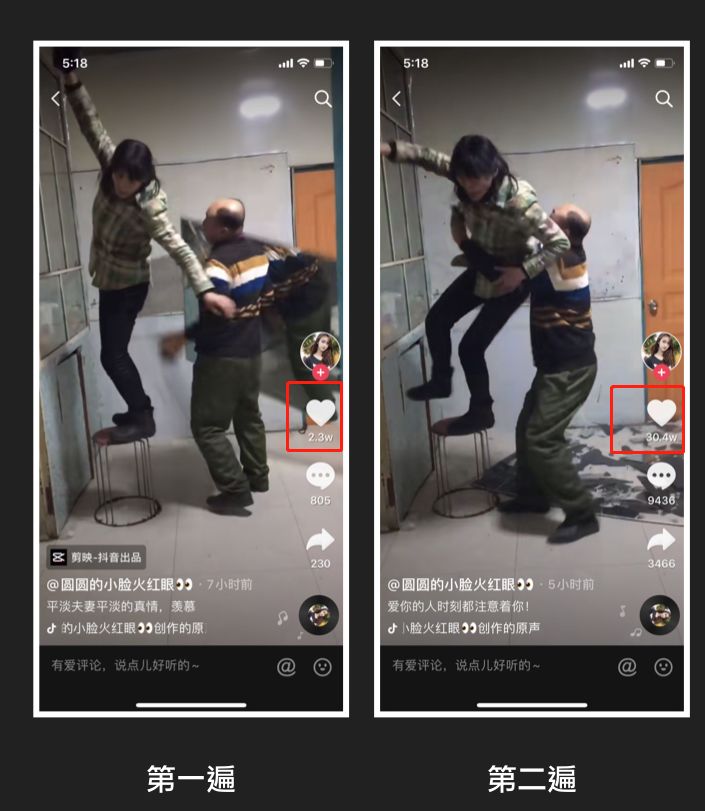 5:18
2.3w
805
230
剪映-抖音出品
@圆圆的小脸火红眼👀 · 7小时前
平淡夫妻平淡的真情，羡慕
的小脸火红眼👀创作的原
有爱评论，说点儿好听的~
@
第一遍
5:18
30.4w
9436
3466
@圆圆的小脸火红眼👀 · 5小时前
爱你的人时刻都注意着你！
小脸火红眼👀创作的原声
有爱评论，说点儿好听的~
@
第二遍